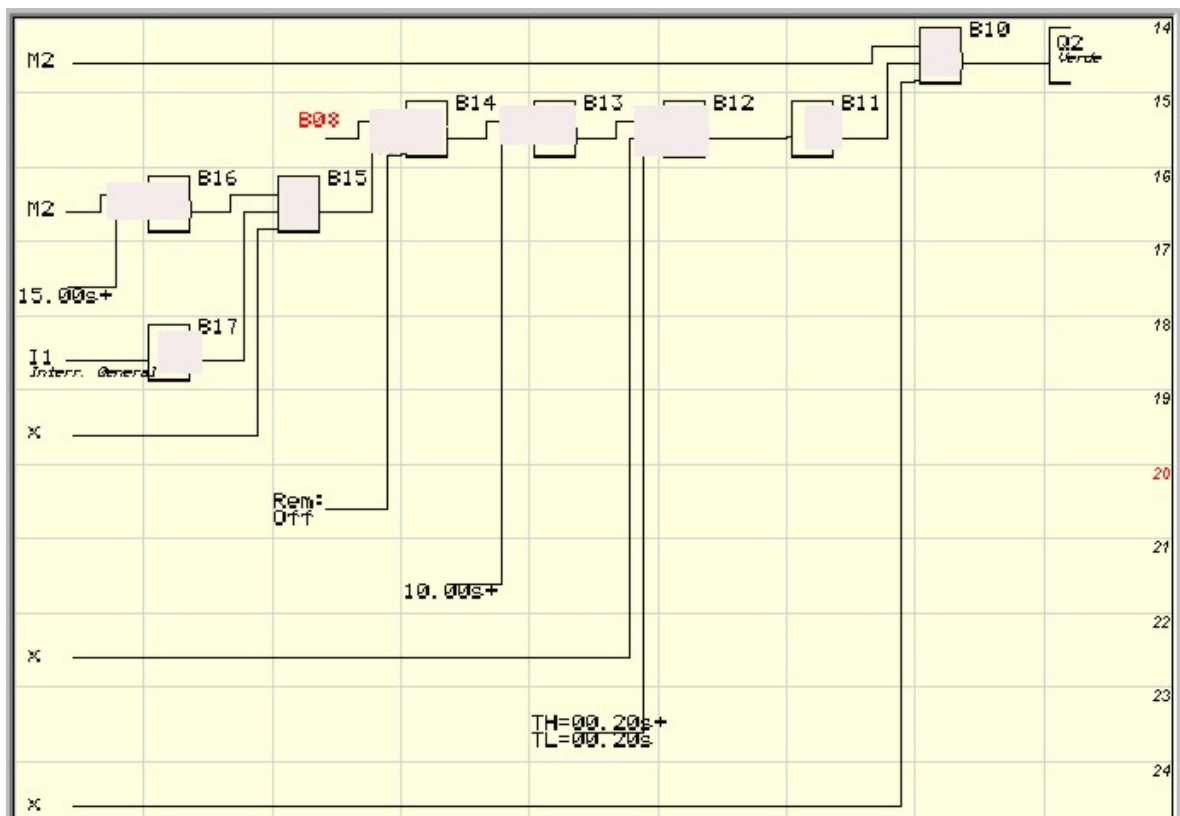 B10
14
M2
Q2
Verde
B14
B13
B12
B11
15
B08
B16
B15
16
M2
17
15.00s+
B17
18
I1
Interr. General
19
x
20
Rem:
Off
21
10.00s+
22
x
23
TH=00.20s+
TL=00.20s
24
x